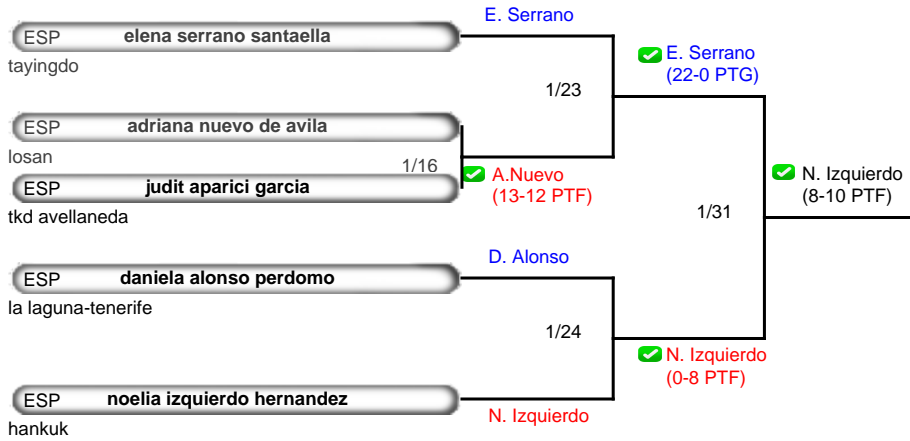 E. Serrano
ESP elena serrano santaella
tayingdo
E. Serrano
(22-0 PTG)
1/23
ESP adriana nuevo de avila
losan
1/16
A.Nuevo
(13-12 PTF)
ESP judit aparici garcia
tkd avellaneda
N. Izquierdo
(8-10 PTF)
1/31
D. Alonso
ESP daniela alonso perdomo
la laguna-tenerife
1/24
N. Izquierdo
(0-8 PTF)
ESP noelia izquierdo hernandez
N. Izquierdo
hankuk